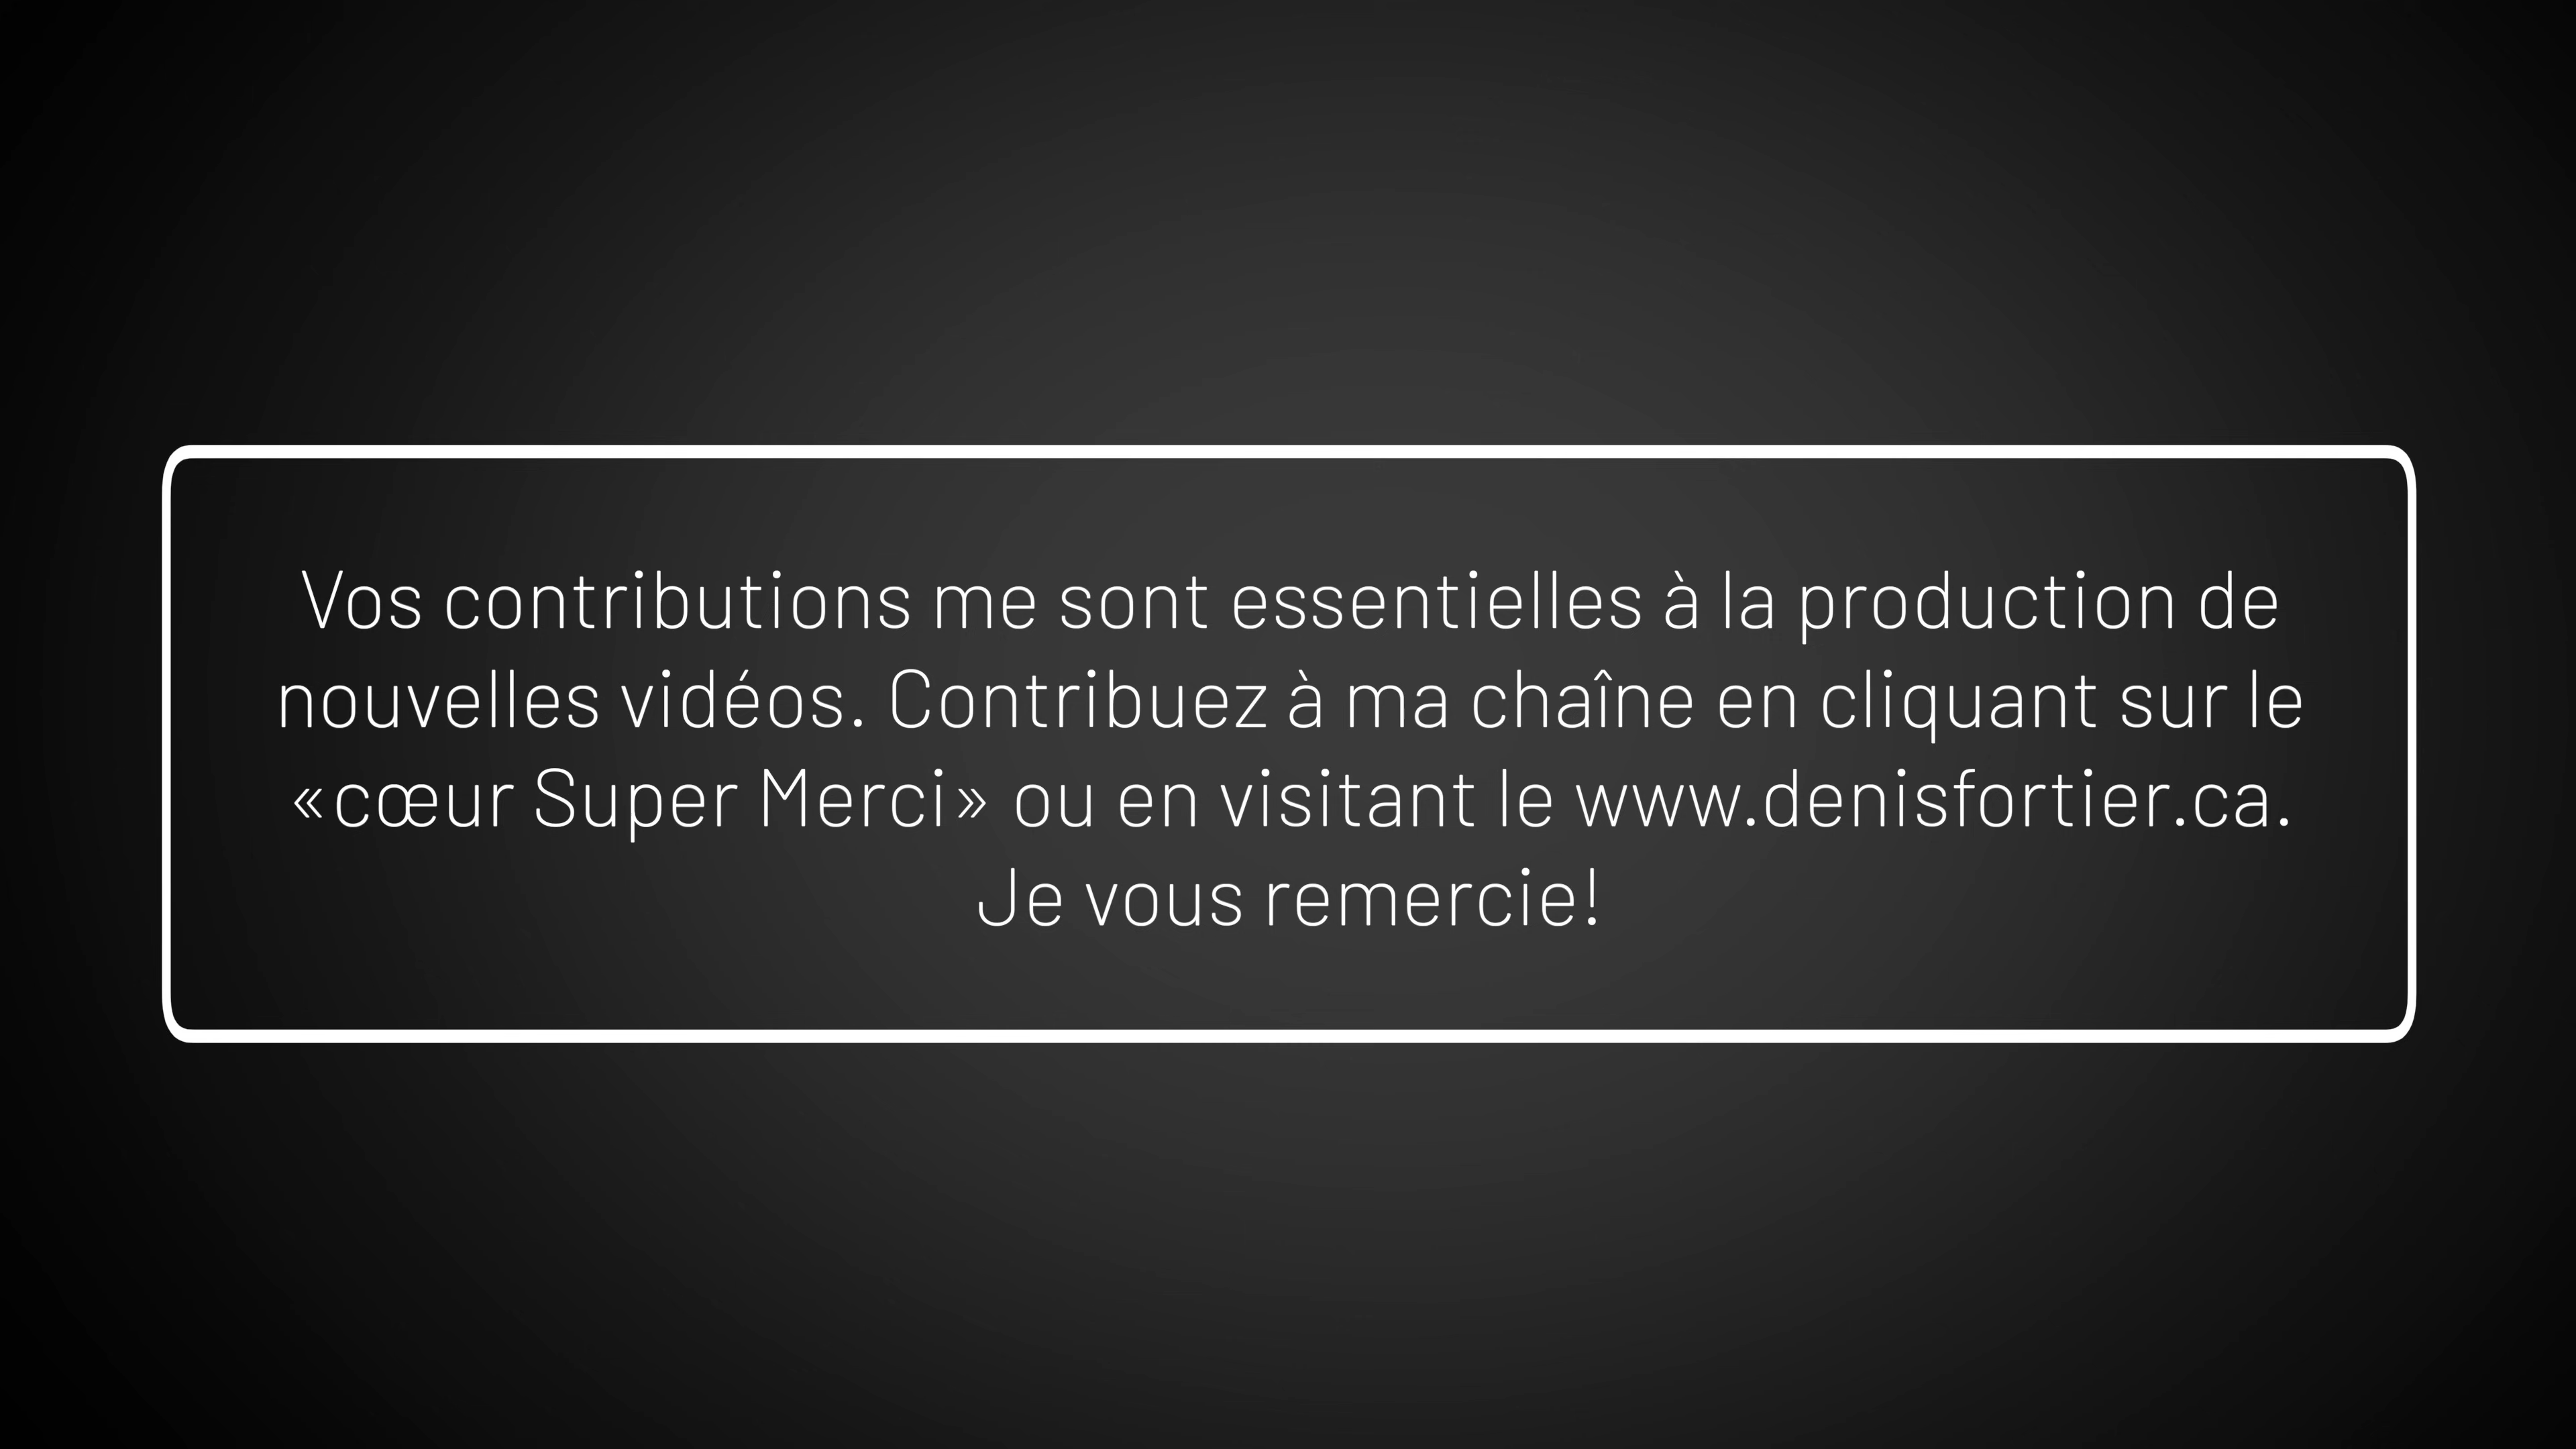 Vos contributions me sont essentielles à la production de
nouvelles vidéos. Contribuez à ma chaîne en cliquant sur le
«cœur Super Merci» ou en visitant le www.denisfortier.ca.
Je vous remercie!